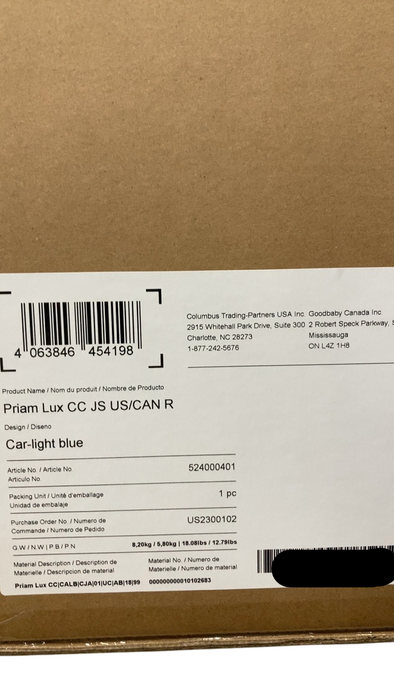 4 063846 454198
Columbus Trading-Partners USA Inc.
2915 Whitehall Park Drive, Suite 300
Charlotte, NC 28273
1-877-242-5676
Goodbaby Canada Inc.
2 Robert Speck Parkway, S
Mississauga
ON L4Z 1H8
Product Name / Nom du produit / Nombre de Producto
Priam Lux CC JS US/CAN R
Design / Diseno
Car-light blue
Article No. / Article No.
Articulo No.
524000401
Packing Unit / Unité d'emballage
Unidad de embalaje
1 pc
Purchase Order No. / Numero de
Commande / Numero de Pedido
US2300102
GW/NW|PB/PN
8,20kg / 5,80kg | 18.08lbs / 12.79lbs
Material Description / Description de
Materielle / Descripcion de material
Material No. / Numero de
Materielle / Numero de material
Priam Lux CC|CALB|CJA|01|UC|AB|18|99
000000000010102683